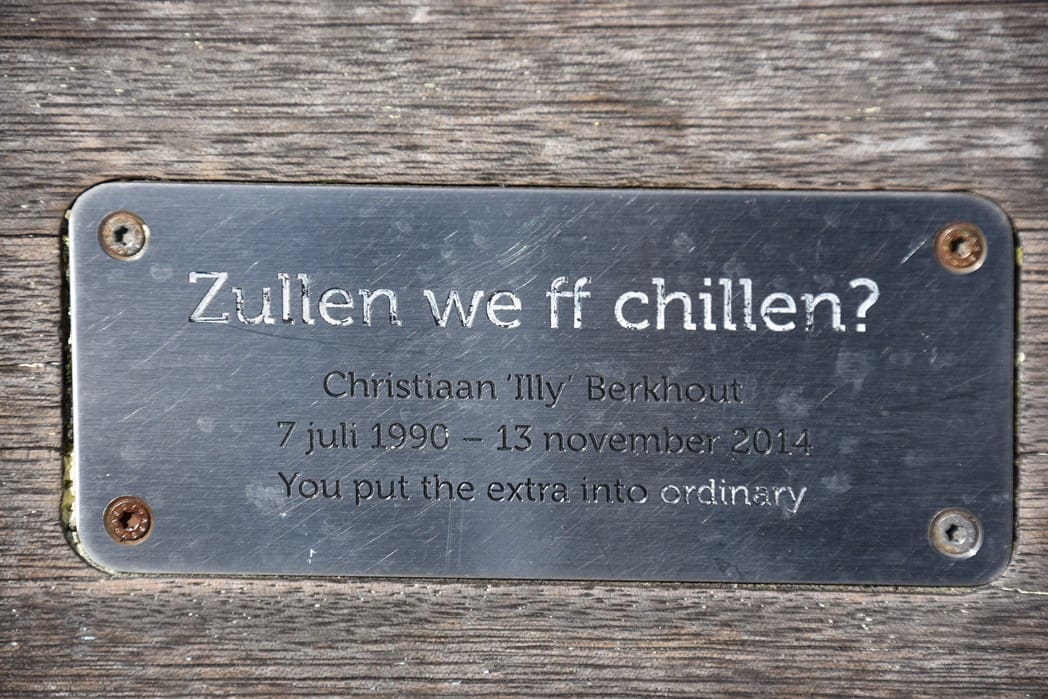 Zullen we ff chillen?
Christiaan 'Illy' Berkhout
7 juli 1990 – 13 november 2014
You put the extra into ordinary